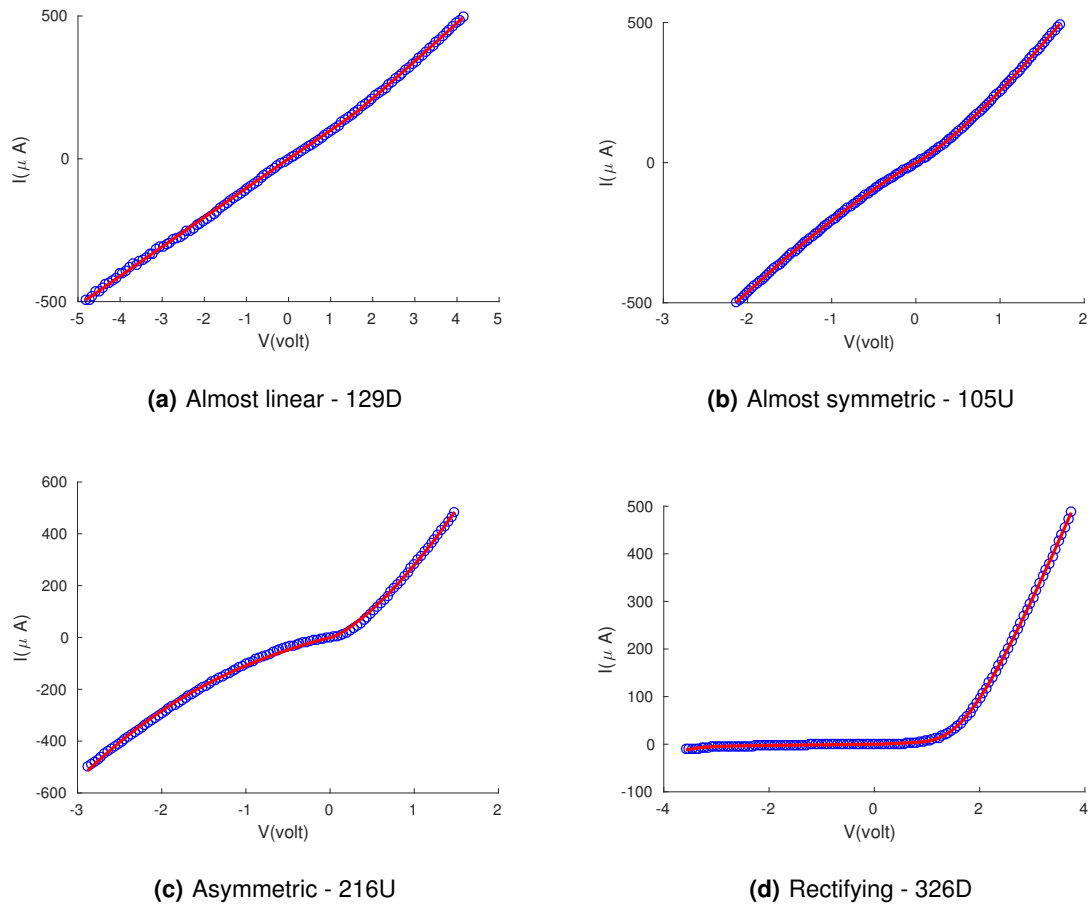 500
0
-500
I(μ A)
-5 -4 -3 -2 -1 0 1 2 3 4 5
V(volt)
(a) Almost linear - 129D
500
0
-500
I(μ A)
-3 -2 -1 0 1 2
V(volt)
(b) Almost symmetric - 105U
600
400
200
0
-200
-400
-600
I(μ A)
-3 -2 -1 0 1 2
V(volt)
(c) Asymmetric - 216U
500
400
300
200
100
0
-100
I(μ A)
-4 -2 0 2 4
V(volt)
(d) Rectifying - 326D